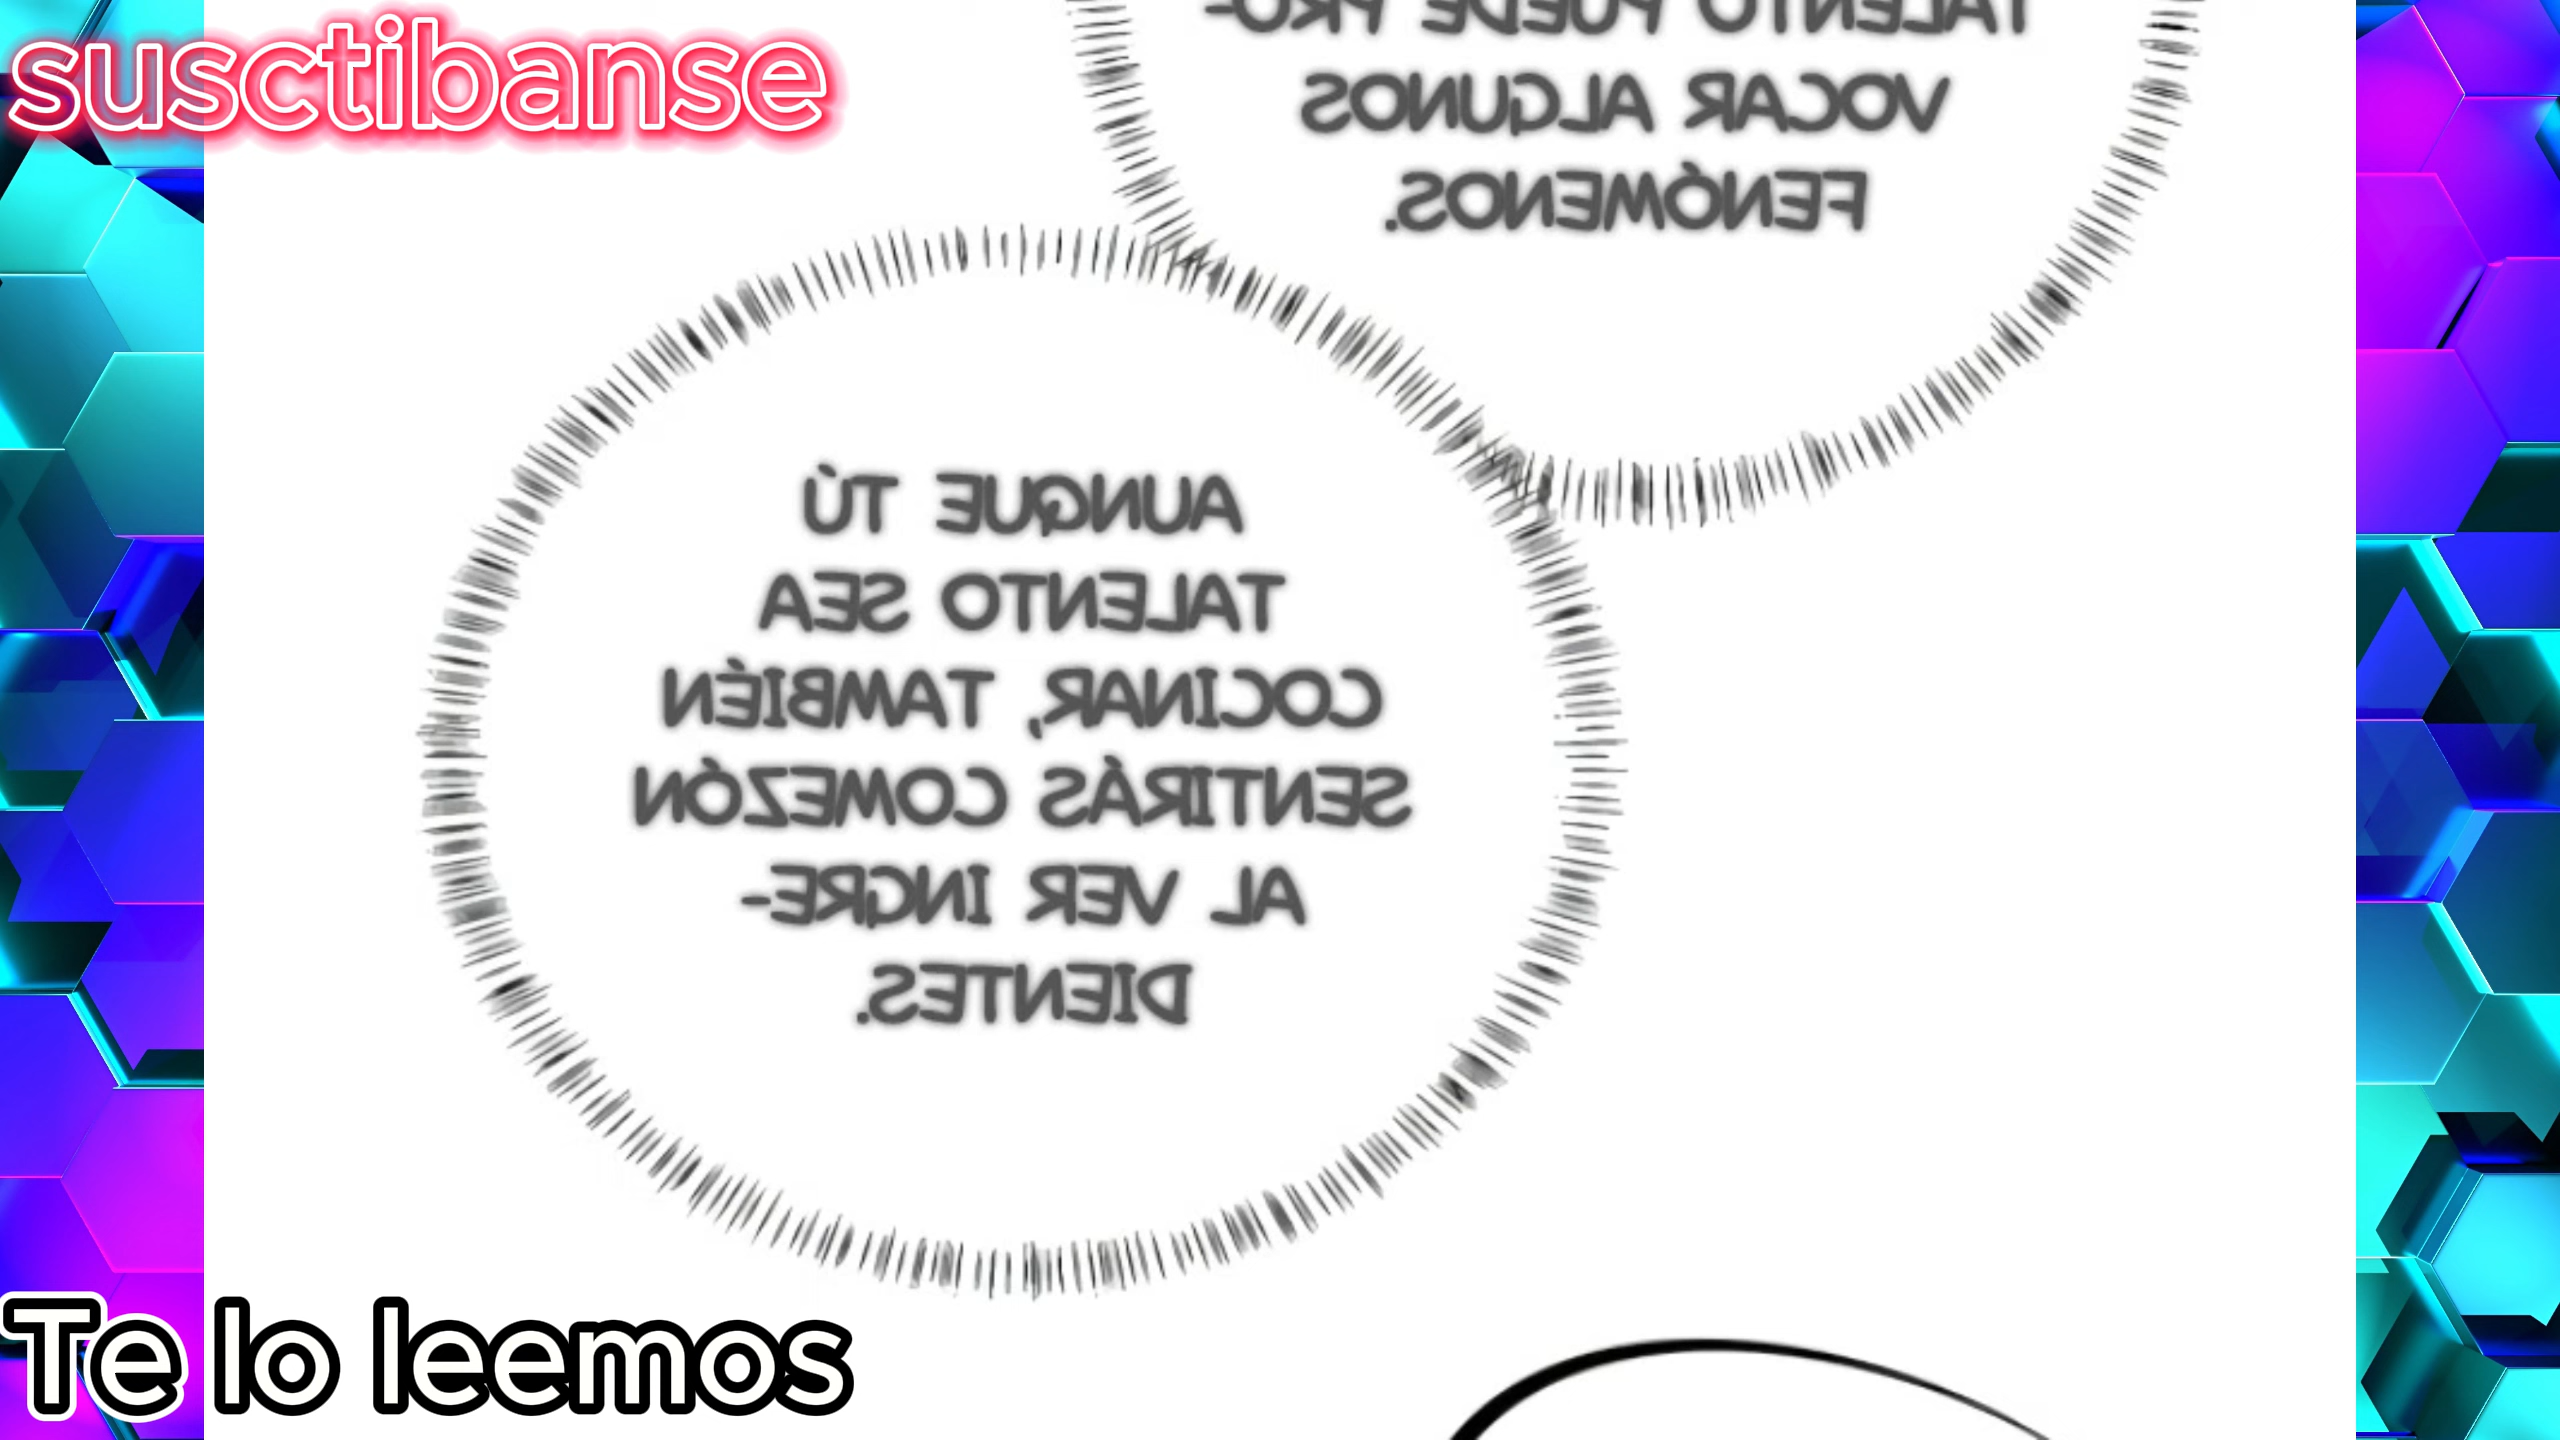 susctibanse
TALENTO PUEDE PRO-
VOCAR ALGUNOS
FENÓMENOS.
AUNQUE TÚ
TALENTO SEA
COCINAR, TAMBIÉN
SENTIRÁS COMEZÓN
AL VER INGRE-
DIENTES.
Te lo leemos